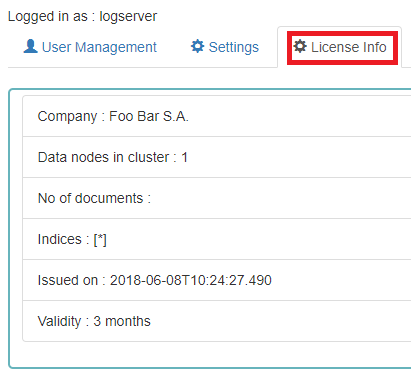 Logged in as : logserver
User Management Settings License Info
Company : Foo Bar S.A.
Data nodes in cluster : 1
No of documents :
Indices : [*]
Issued on : 2018-06-08T10:24:27.490
Validity : 3 months